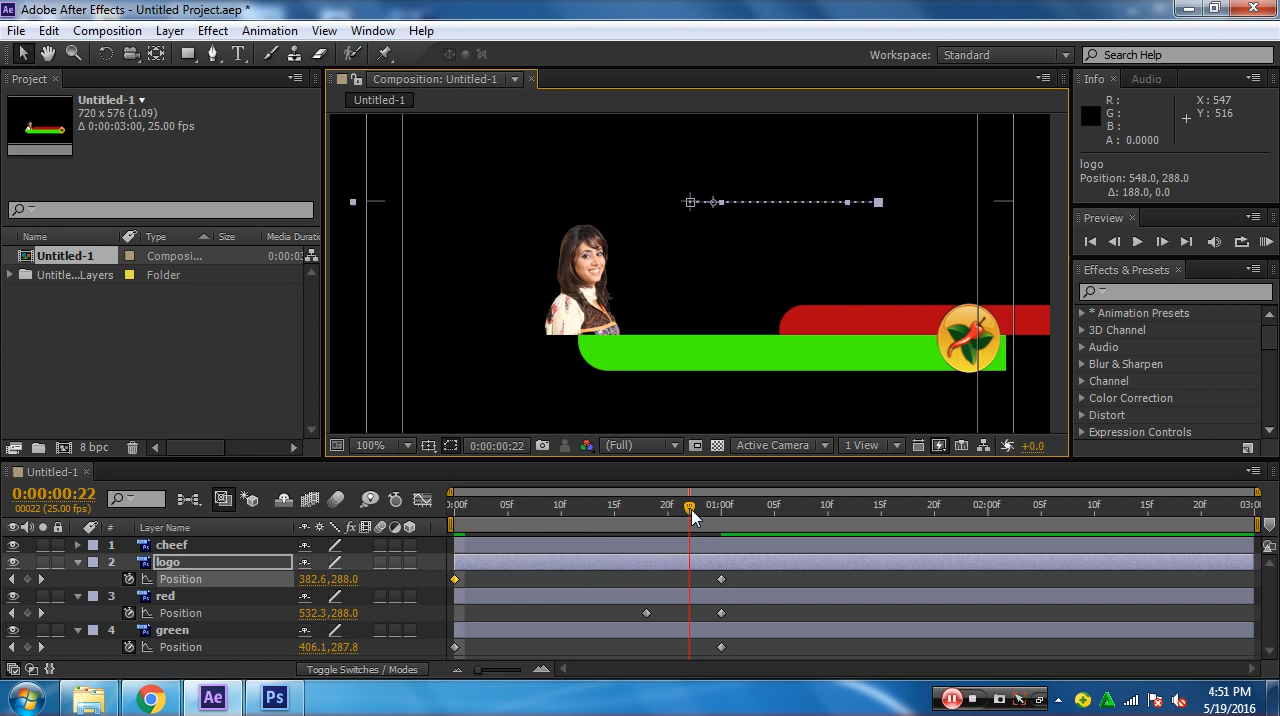 Ae Adobe After Effects - Untitled Project.aep *
File Edit Composition Layer Effect Animation View Window Help
T Workspace: Standard Search Help
Project × Composition: Untitled-1 × Info × Audio
Untitled-1
720 x 576 (1.09)
Δ 0:00:03:00, 25.00 fps
Untitled-1
R :
G :
B :
A : 0.0000
X : 547
Y : 516
logo
Position: 548.0, 288.0
Δ: 188.0, 0.0
Preview ×
Effects & Presets ×
Name Type Size Media Duratio
Untitled-1 Composi... 0:00:03
Untitle...Layers Folder
* Animation Presets
3D Channel
Audio
Blur & Sharpen
Channel
Color Correction
Distort
Expression Controls
8 bpc
100% 0:00:00:22 (Full) Active Camera 1 View +0.0
Untitled-1 ×
0:00:00:22
00022 (25.00 fps)
0:00f 05f 10f 15f 20f 01:00f 05f 10f 15f 20f 02:00f 05f 10f 15f 20f 03:00
# Layer Name fx
1 cheef
2 logo
Position 382.6,288.0
3 red
Position 532.3,288.0
4 green
Position 406.1,287.8
Toggle Switches / Modes
Ae Ps
4:51 PM
5/19/2016